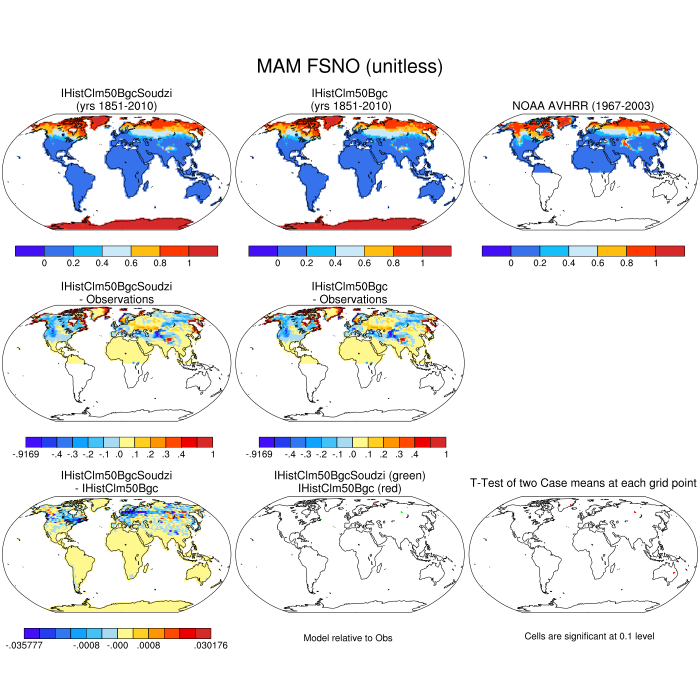 MAM FSNO (unitless)
IHistClm50BgcSoudzi
(yrs 1851-2010)
IHistClm50Bgc
(yrs 1851-2010)
NOAA AVHRR (1967-2003)
0 0.2 0.4 0.6 0.8 1
0 0.2 0.4 0.6 0.8 1
0 0.2 0.4 0.6 0.8 1
IHistClm50BgcSoudzi
- Observations
IHistClm50Bgc
- Observations
-.9169 -.4 -.3 -.2 -.1 .0 .1 .2 .3 .4 1
-.9169 -.4 -.3 -.2 -.1 .0 .1 .2 .3 .4 1
IHistClm50BgcSoudzi
- IHistClm50Bgc
IHistClm50BgcSoudzi (green)
IHistClm50Bgc (red)
T-Test of two Case means at each grid point
-.035777 -.0008 -.000 .0008 .030176
Model relative to Obs
Cells are significant at 0.1 level